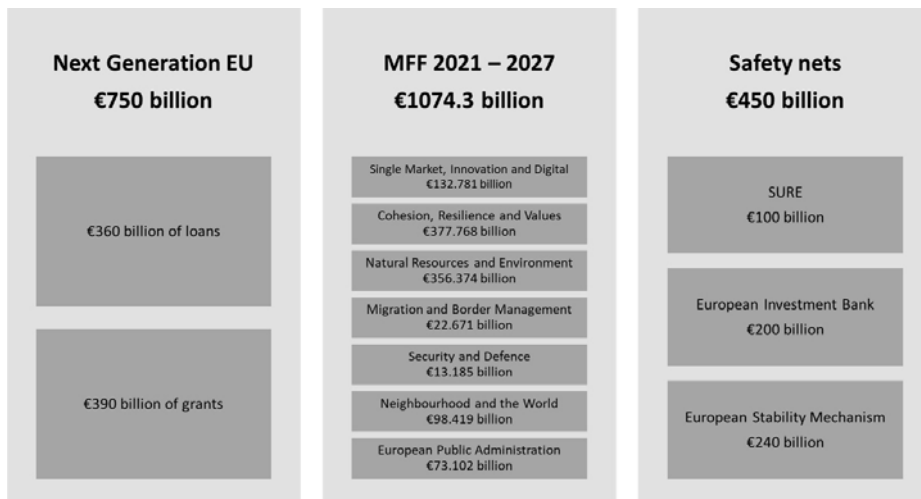 Next Generation EU
€750 billion
€360 billion of loans
€390 billion of grants
MFF 2021 – 2027
€1074.3 billion
Single Market, Innovation and Digital
€132.781 billion
Cohesion, Resilience and Values
€377.768 billion
Natural Resources and Environment
€356.374 billion
Migration and Border Management
€22.671 billion
Security and Defence
€13.185 billion
Neighbourhood and the World
€98.419 billion
European Public Administration
€73.102 billion
Safety nets
€450 billion
SURE
€100 billion
European Investment Bank
€200 billion
European Stability Mechanism
€240 billion